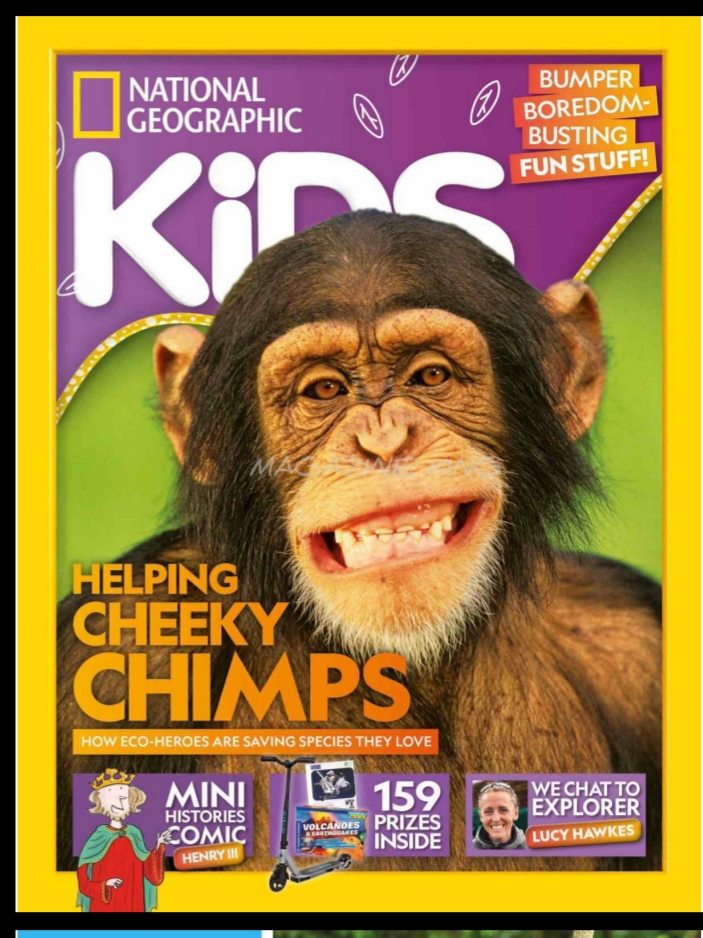 NATIONAL
GEOGRAPHIC
KiDS
BUMPER
BOREDOM-
BUSTING
FUN STUFF!
HELPING
CHEEKY
CHIMPS
HOW ECO-HEROES ARE SAVING SPECIES THEY LOVE
MINI
HISTORIES
COMIC
HENRY III
VOLCANOES
& EARTHQUAKES
159
PRIZES
INSIDE
WE CHAT TO
EXPLORER
LUCY HAWKES